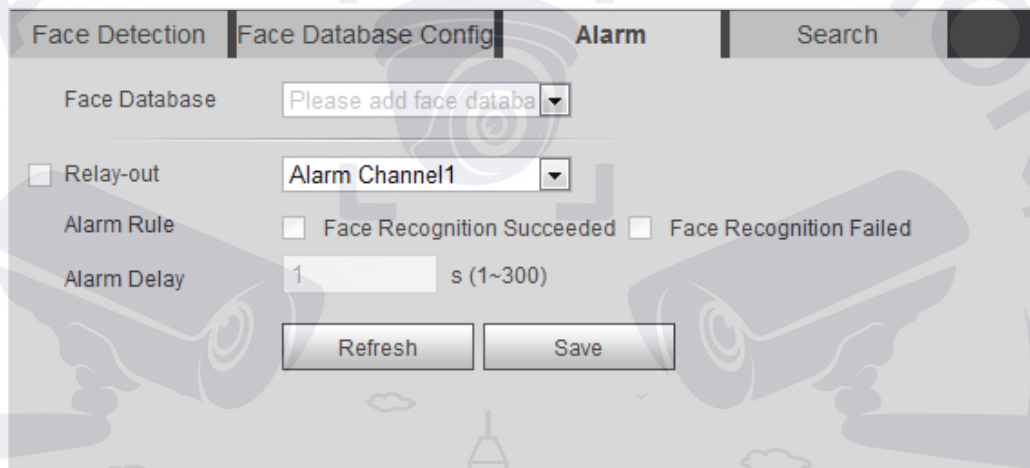 Face Detection Face Database Config Alarm Search
Face Database Please add face databa
Relay-out Alarm Channel1
Alarm Rule Face Recognition Succeeded Face Recognition Failed
Alarm Delay 1 s (1~300)
Refresh Save